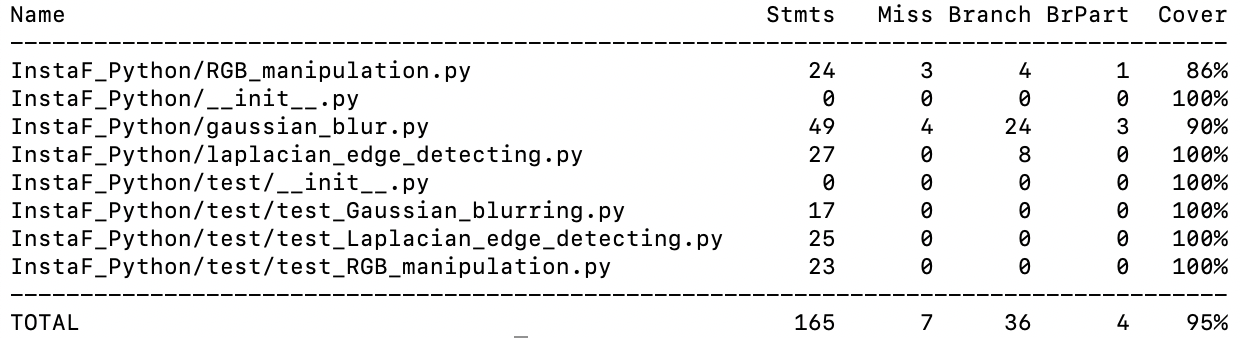 Name Stmts Miss Branch BrPart Cover
--------------------------------------------------------------------------------------
InstaF_Python/RGB_manipulation.py 24 3 4 1 86%
InstaF_Python/__init__.py 0 0 0 0 100%
InstaF_Python/gaussian_blur.py 49 4 24 3 90%
InstaF_Python/laplacian_edge_detecting.py 27 0 8 0 100%
InstaF_Python/test/__init__.py 0 0 0 0 100%
InstaF_Python/test/test_Gaussian_blurring.py 17 0 0 0 100%
InstaF_Python/test/test_Laplacian_edge_detecting.py 25 0 0 0 100%
InstaF_Python/test/test_RGB_manipulation.py 23 0 0 0 100%
--------------------------------------------------------------------------------------
TOTAL 165 7 36 4 95%